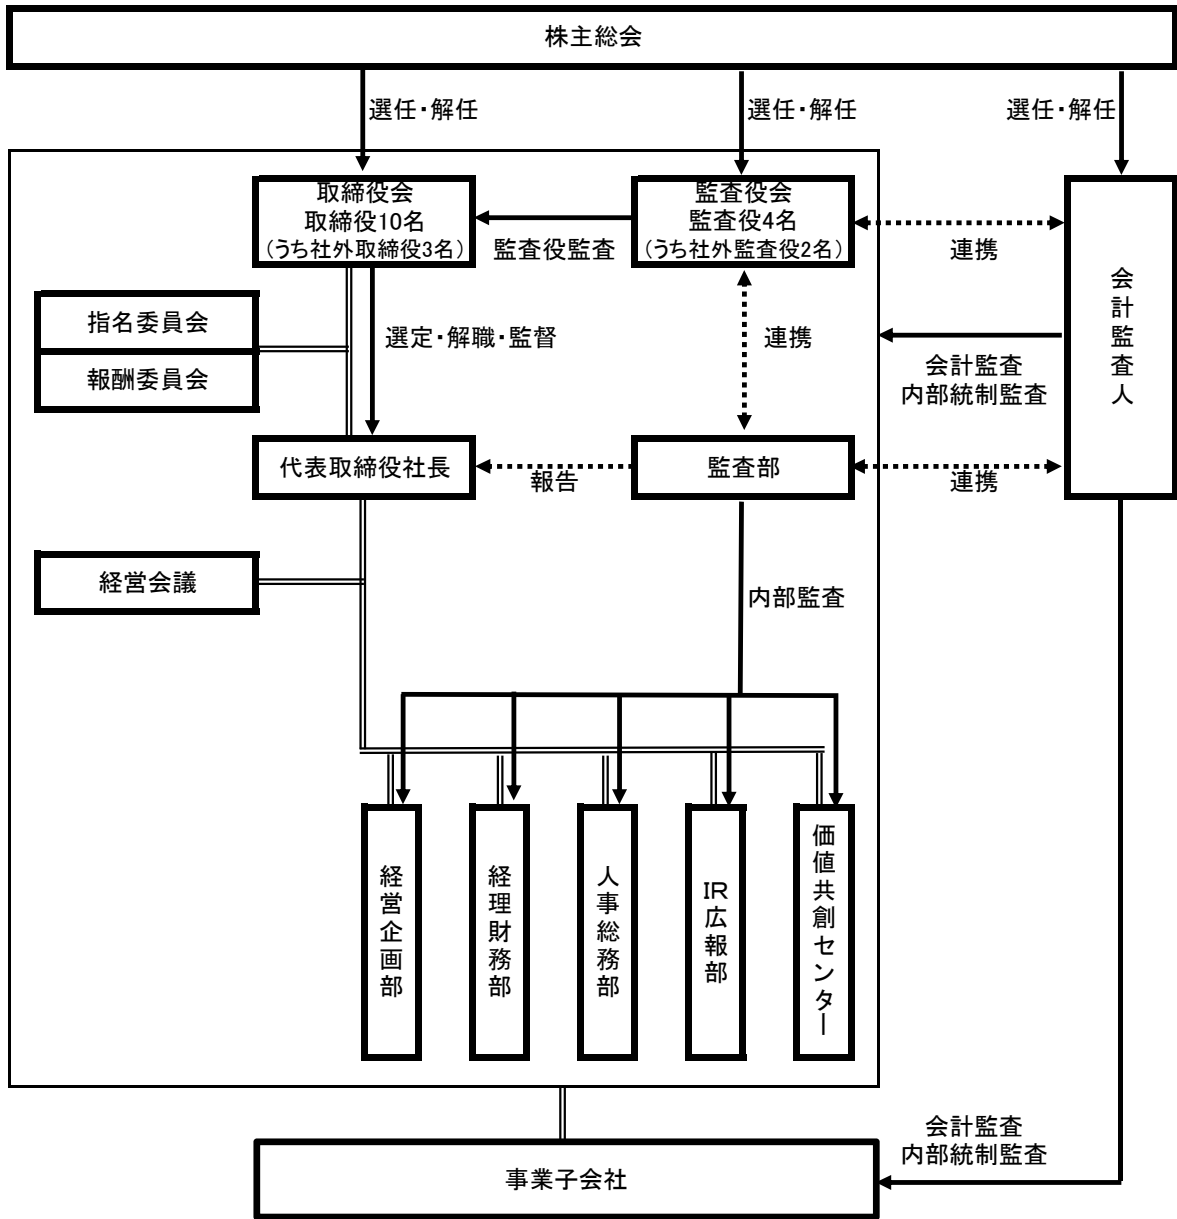 株主総会
選任・解任
選任・解任
選任・解任
取締役会
取締役10名
(うち社外取締役3名)
監査役監査
監査役会
監査役4名
(うち社外監査役2名)
連携
会計監査人
指名委員会
報酬委員会
選定・解職・監督
連携
会計監査
内部統制監査
代表取締役社長
報告
監査部
連携
経営会議
内部監査
経営企画部
経理財務部
人事総務部
IR広報部
価値共創センター
会計監査
内部統制監査
事業子会社